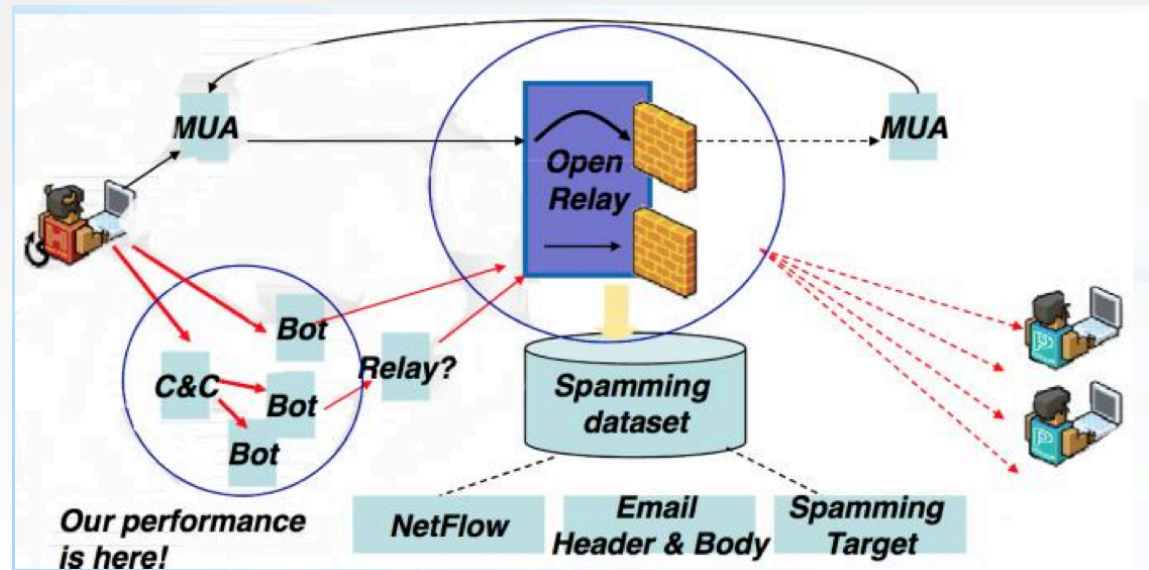 MUA
MUA
Open
Relay
Bot
C&C
Bot
Bot
Relay?
Spamming
dataset
Our performance
is here!
NetFlow
Email
Header & Body
Spamming
Target